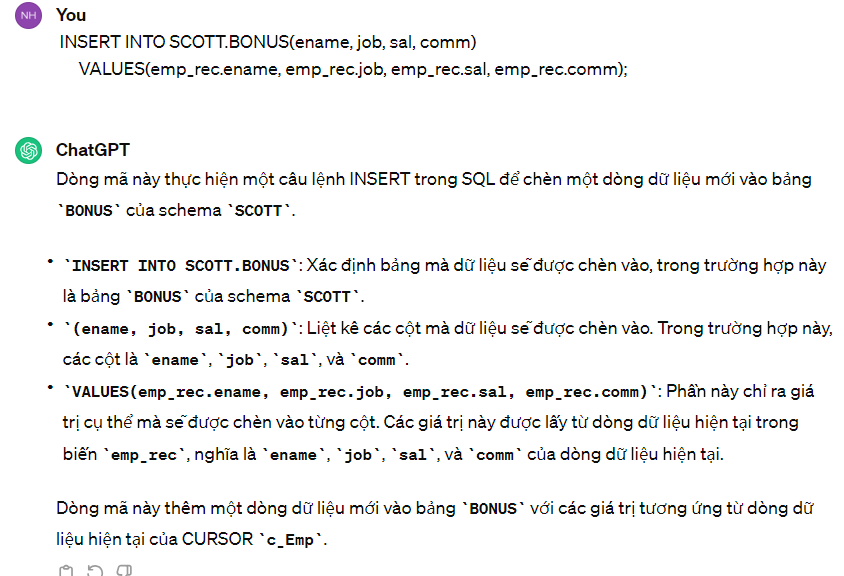 NH You
INSERT INTO SCOTT.BONUS(ename, job, sal, comm)
VALUES(emp_rec.ename, emp_rec.job, emp_rec.sal, emp_rec.comm);
ChatGPT
Dòng mã này thực hiện một câu lệnh INSERT trong SQL để chèn một dòng dữ liệu mới vào bảng
`BONUS` của schema `SCOTT`.
• `INSERT INTO SCOTT.BONUS`: Xác định bảng mà dữ liệu sẽ được chèn vào, trong trường hợp này
là bảng `BONUS` của schema `SCOTT`.
• `(ename, job, sal, comm)`: Liệt kê các cột mà dữ liệu sẽ được chèn vào. Trong trường hợp này,
các cột là `ename`, `job`, `sal`, và `comm`.
• `VALUES(emp_rec.ename, emp_rec.job, emp_rec.sal, emp_rec.comm)`: Phần này chỉ ra giá
trị cụ thể mà sẽ được chèn vào từng cột. Các giá trị này được lấy từ dòng dữ liệu hiện tại trong
biến `emp_rec`, nghĩa là `ename`, `job`, `sal`, và `comm` của dòng dữ liệu hiện tại.
Dòng mã này thêm một dòng dữ liệu mới vào bảng `BONUS` với các giá trị tương ứng từ dòng dữ
liệu hiện tại của CURSOR `c_Emp`.